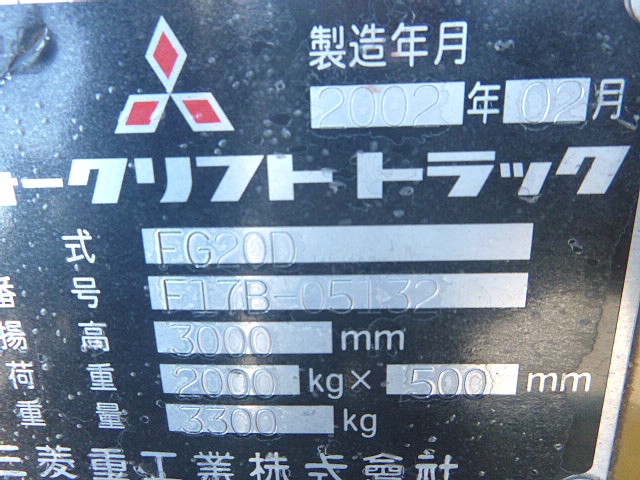 製造年月
2002年 02月
ォークリフト トラック
式 FG20D
番号 F17B-05132
揚高 3000 mm
荷重 2000 kg× 500 mm
重量 3300 kg
三菱重工業株式會社